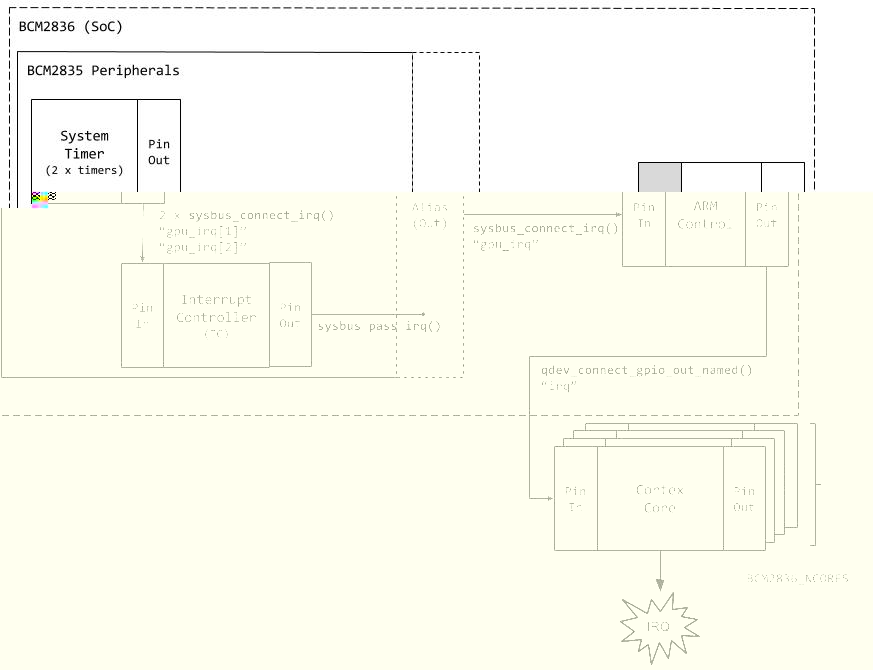 BCM2836 (SoC)
BCM2835 Peripherals
System
Timer
(2 x timers)
Pin
Out
2 x sysbus_connect_irq()
"gpu_irq[1]"
"gpu_irq[2]"
Alias
(Out)
sysbus_connect_irq()
"gpu_irq"
Pin
In
ARM
Control
Pin
Out
Pin
In
Interrupt
Controller
(IC)
Pin
Out
sysbus_pass_irq()
qdev_connect_gpio_out_named()
"irq"
Pin
In
Cortex
Core
Pin
Out
BCM2836_NCORES
IRQ